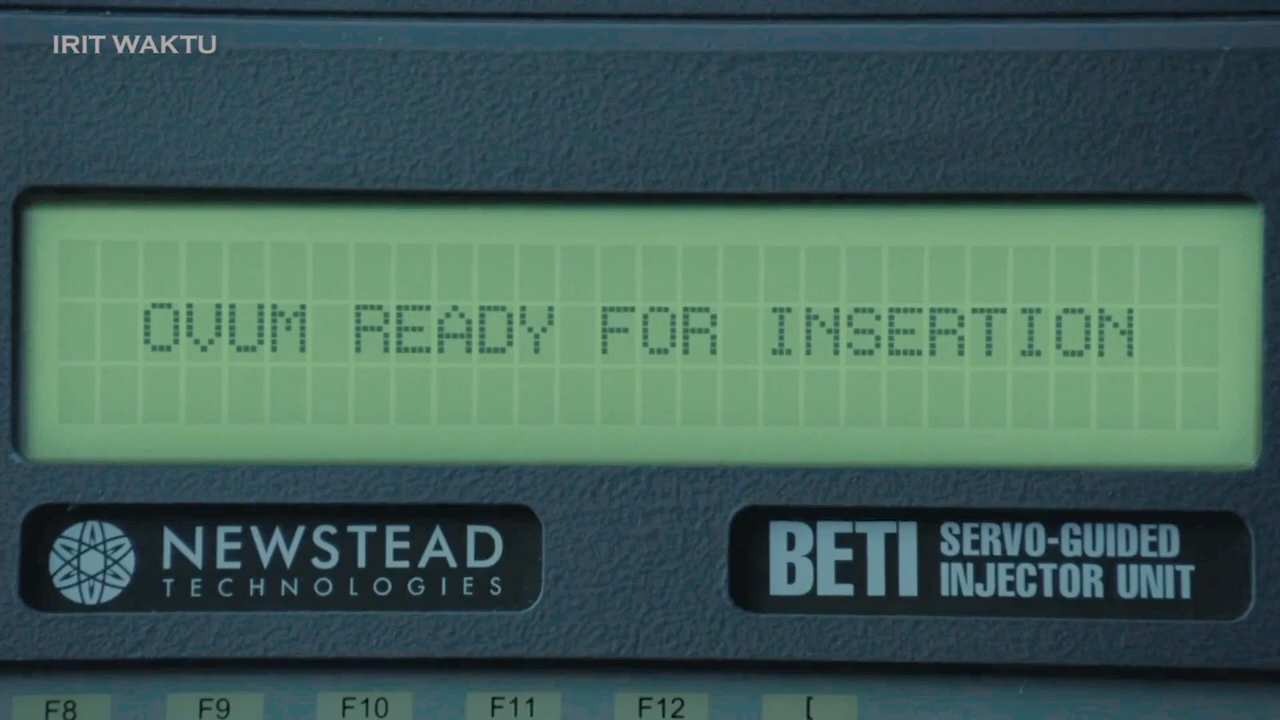 IRIT WAKTU
OVUM READY FOR INSERTION
NEWSTEAD
TECHNOLOGIES
BETI SERVO-GUIDED
INJECTOR UNIT
F8 F9 F10 F11 F12 [